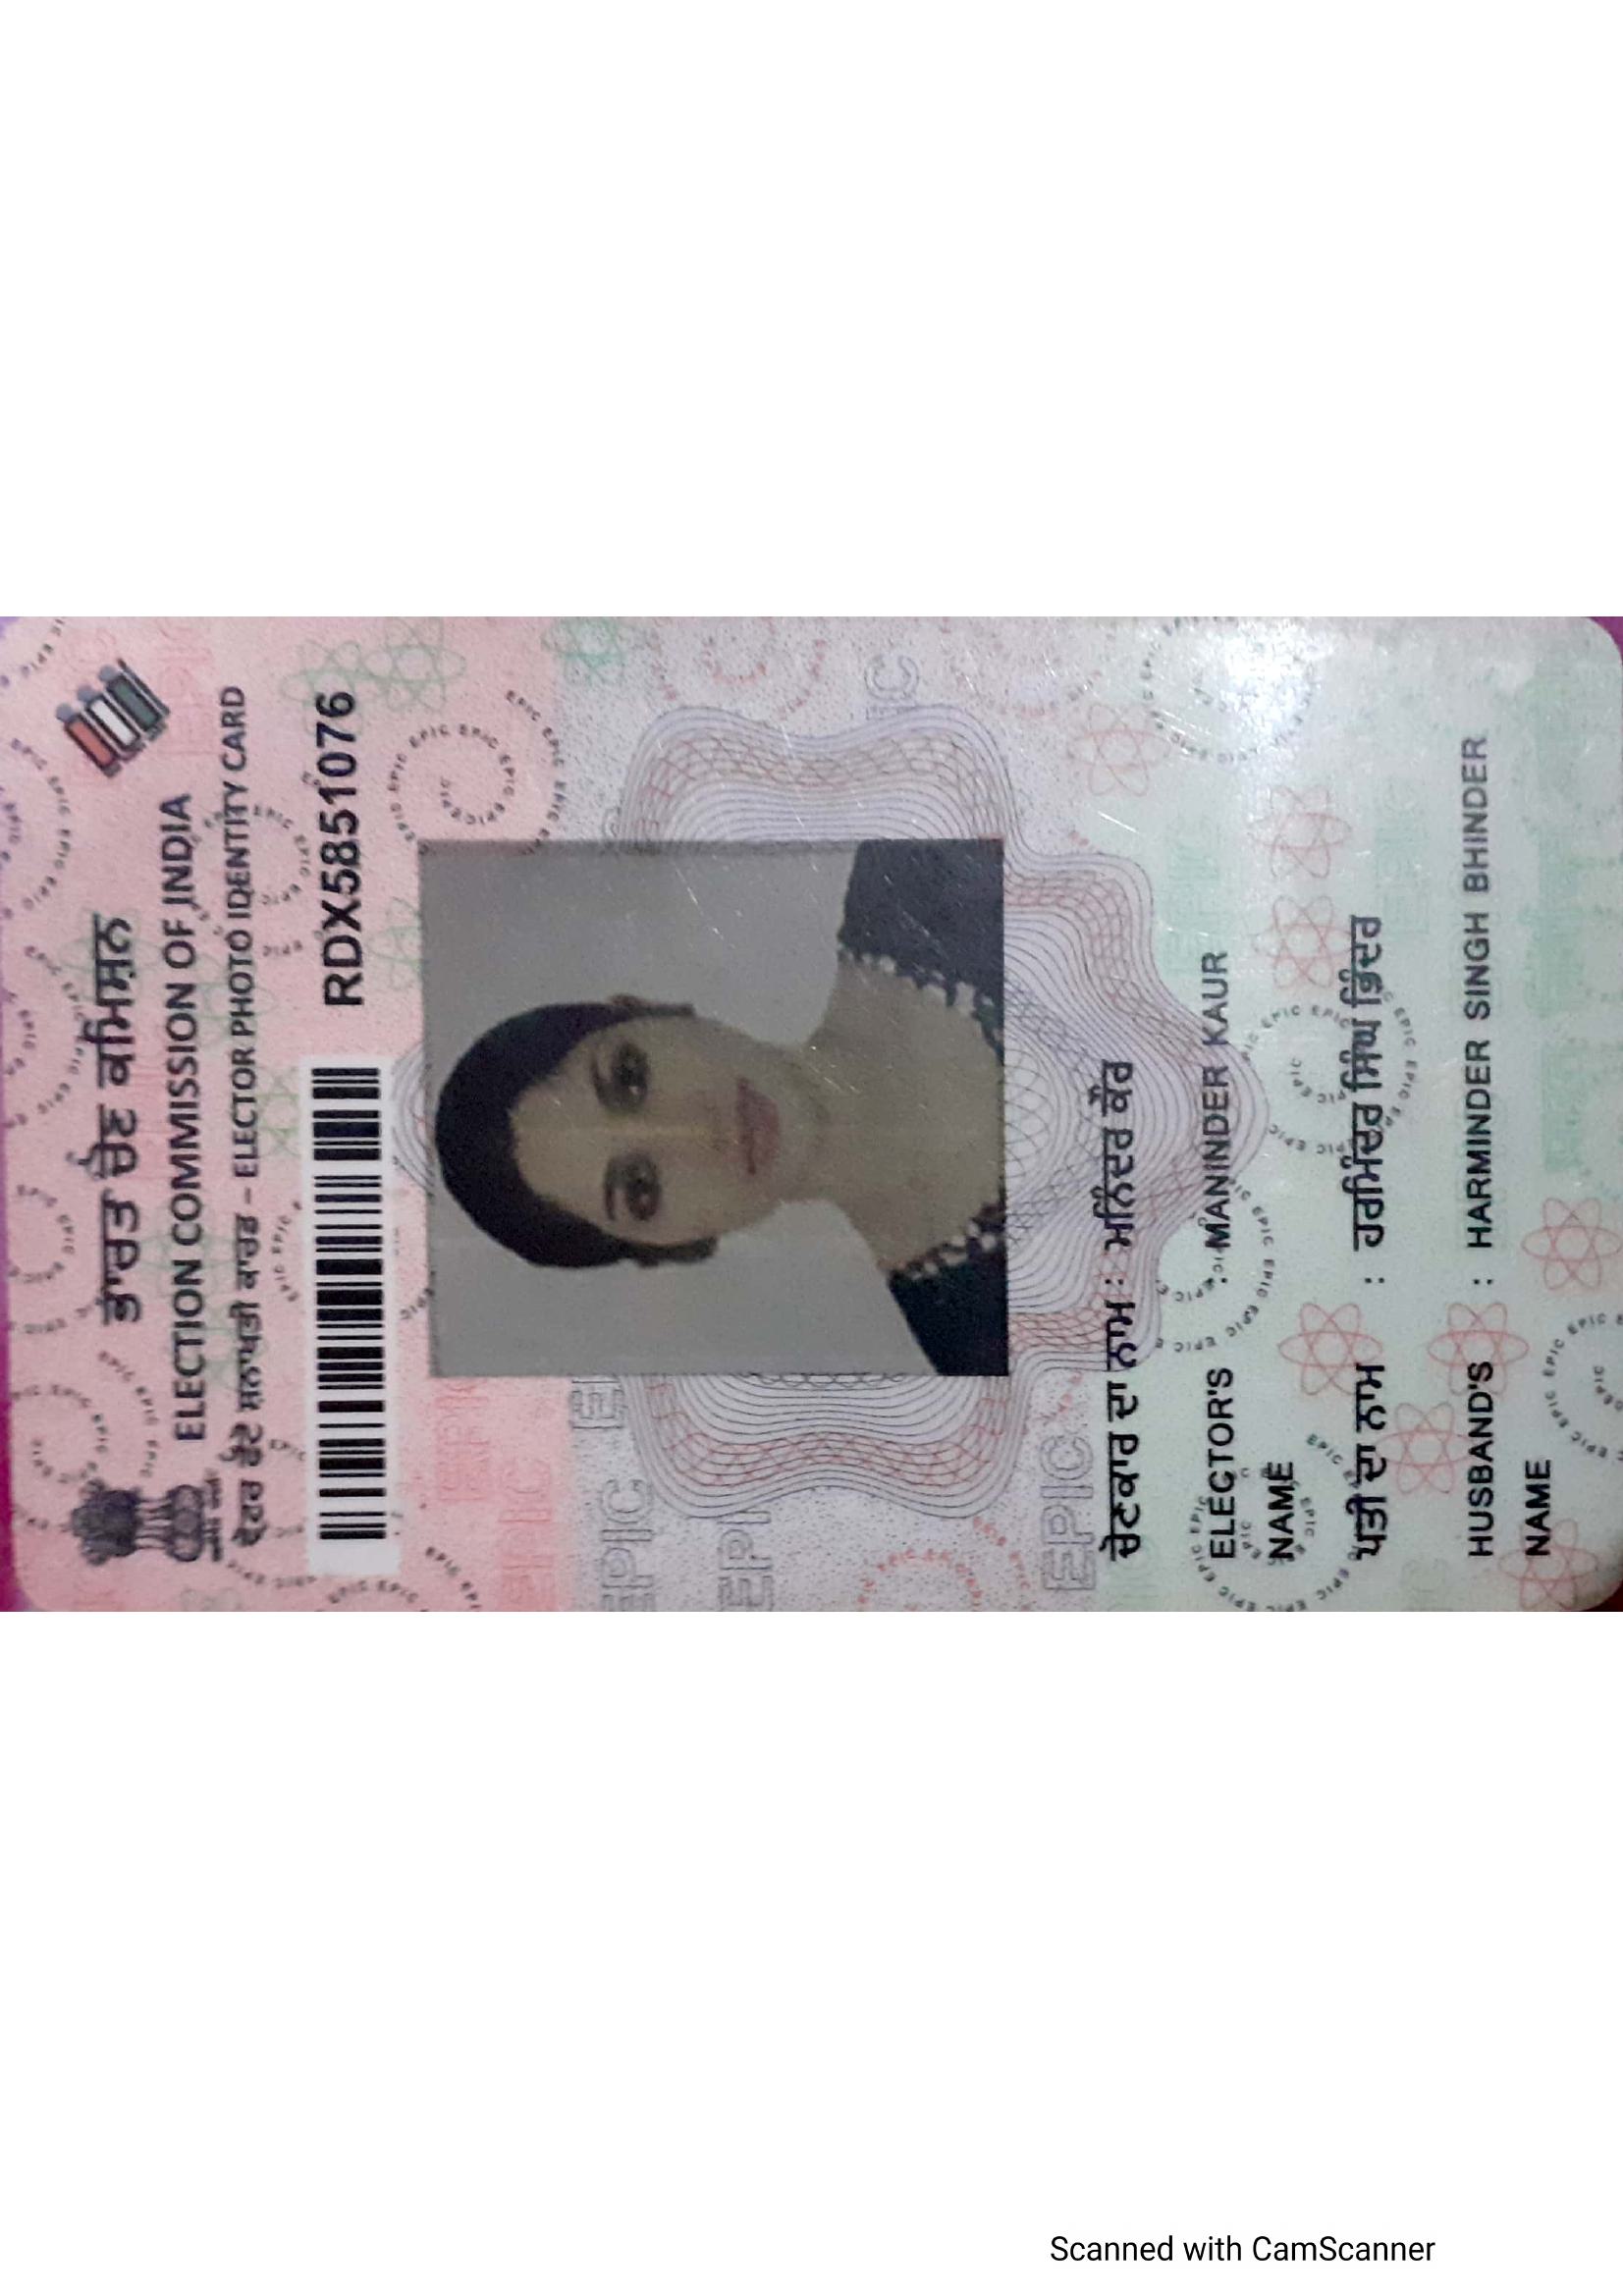 ਭਾਰਤ ਚੋਣ ਕਮਿਸ਼ਨ
ELECTION COMMISSION OF INDIA
ਵੋਟਰ ਫੋਟੋ ਸ਼ਨਾਖਤੀ ਕਾਰਡ - ELECTOR PHOTO IDENTITY CARD
RDX5851076
ਚੋਣਕਾਰ ਦਾ ਨਾਮ : ਮਨਿੰਦਰ ਕੌਰ
ELECTOR'S : MANINDER KAUR
NAME
ਪਤੀ ਦਾ ਨਾਮ : ਹਰਮਿੰਦਰ ਸਿੰਘ ਭਿੰਦਰ
HUSBAND'S : HARMINDER SINGH BHINDER
NAME
Scanned with CamScanner